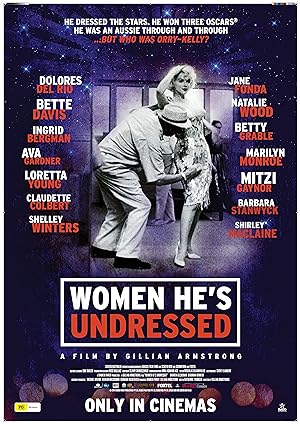 HE DRESSED THE STARS. HE WON THREE OSCARS®
HE WAS AN AUSSIE THROUGH AND THROUGH
...BUT WHO WAS ORRY-KELLY?
DOLORES
DEL RIO
BETTE
DAVIS
INGRID
BERGMAN
AVA
GARDNER
LORETTA
YOUNG
CLAUDETTE
COLBERT
SHELLEY
WINTERS
JANE
FONDA
NATALIE
WOOD
BETTY
GRABLE
MARILYN
MONROE
MITZI
GAYNOR
BARBARA
STANWYCK
SHIRLEY
MACLAINE
WOMEN HE'S
UNDRESSED
A FILM BY GILLIAN ARMSTRONG
ONLY IN CINEMAS
PG